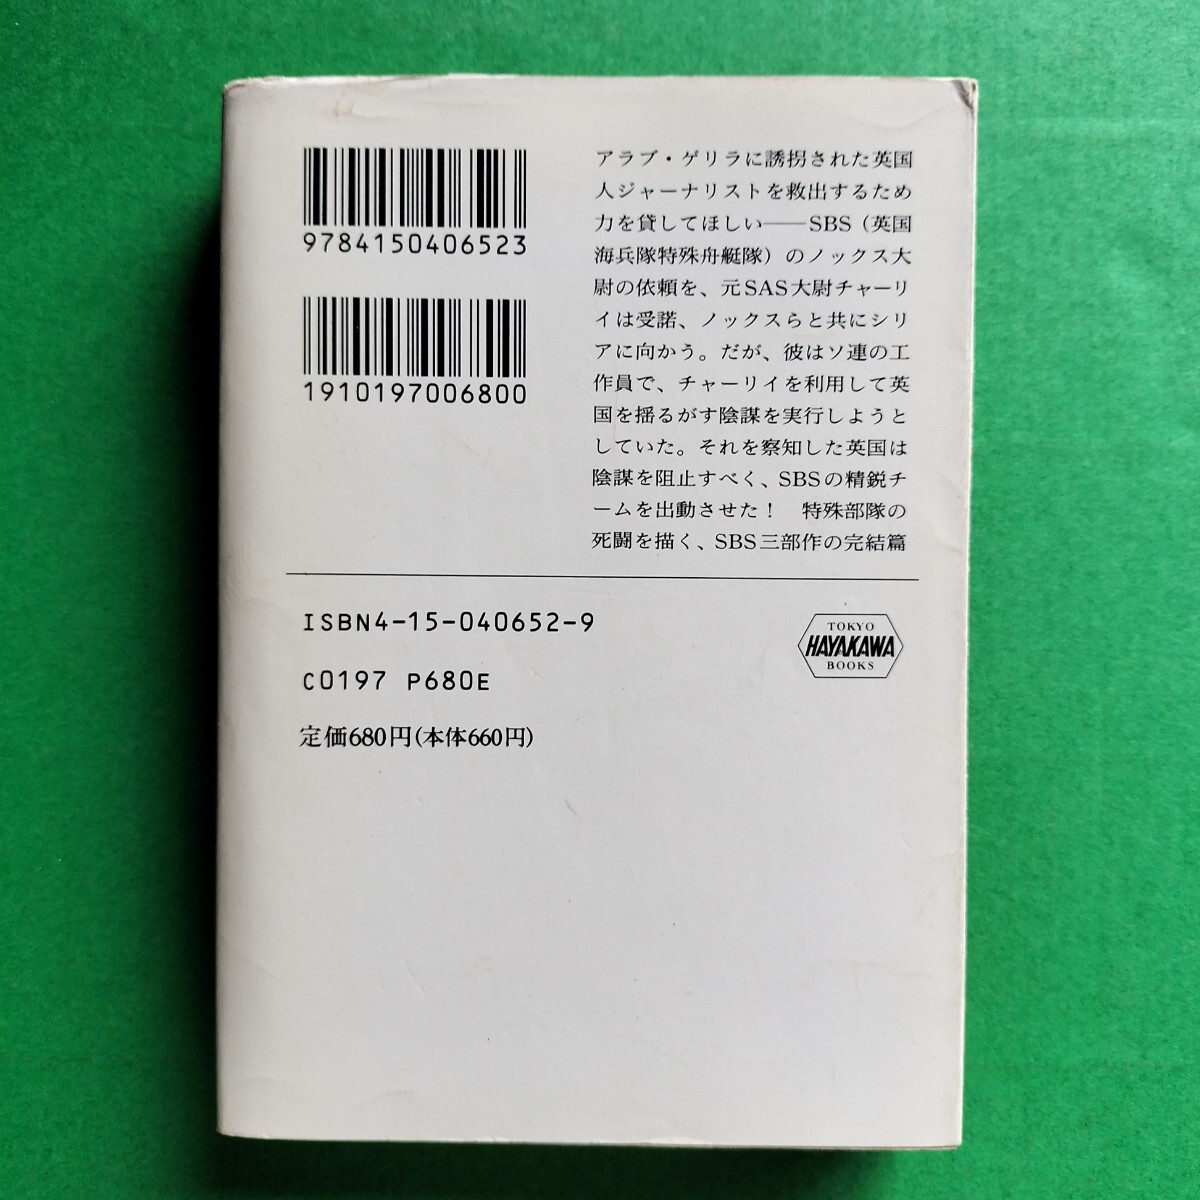 9784150406523
1910197006800
アラブ・ゲリラに誘拐された英国
人ジャーナリストを救出するため
力を貸してほしい――SBS（英国
海兵隊特殊舟艇隊）のノックス大
尉の依頼を、元SAS大尉チャーリ
イは受諾、ノックスらと共にシリ
アに向かう。だが、彼はソ連の工
作員で、チャーリイを利用して英
国を揺るがす陰謀を実行しようと
していた。それを察知した英国は
陰謀を阻止すべく、SBSの精鋭チ
ームを出動させた！　特殊部隊の
死闘を描く、SBS三部作の完結篇
ISBN4-15-040652-9
C0197 P680E
定価680円(本体660円)
TOKYO
HAYAKAWA
BOOKS